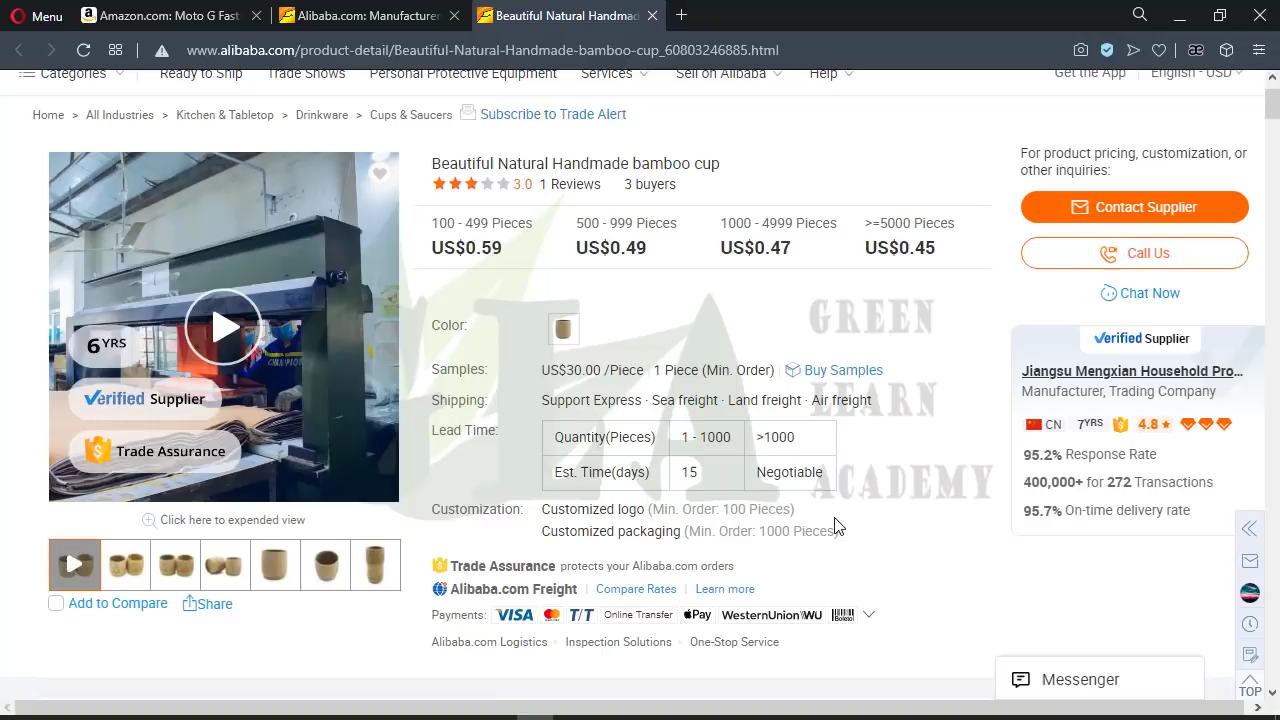 Menu
Amazon.com: Moto G Fast
Alibaba.com: Manufacturer
Beautiful Natural Handmad
www.alibaba.com/product-detail/Beautiful-Natural-Handmade-bamboo-cup_60803246885.html
Categories Ready to Ship Trade Shows Personal Protective Equipment Services Sell on Alibaba Help Get the App English - USD
Home > All Industries > Kitchen & Tabletop > Drinkware > Cups & Saucers Subscribe to Trade Alert
Beautiful Natural Handmade bamboo cup
3.0 1 Reviews 3 buyers
100 - 499 Pieces 500 - 999 Pieces 1000 - 4999 Pieces >=5000 Pieces
US$0.59 US$0.49 US$0.47 US$0.45
Color:
Samples: US$30.00 /Piece 1 Piece (Min. Order) Buy Samples
Shipping: Support Express · Sea freight · Land freight · Air freight
Lead Time:
Quantity(Pieces) 1 - 1000 >1000
Est. Time(days) 15 Negotiable
Customization: Customized logo (Min. Order: 100 Pieces)
Customized packaging (Min. Order: 1000 Pieces)
Trade Assurance protects your Alibaba.com orders
Alibaba.com Freight Compare Rates Learn more
Payments: VISA T/T Online Transfer Pay WesternUnion WU Boleto
Alibaba.com Logistics Inspection Solutions One-Stop Service
6 YRS
Verified Supplier
Trade Assurance
CHAMPION
Click here to expended view
Add to Compare Share
GREEN
LEARN
ACADEMY
For product pricing, customization, or
other inquiries:
Contact Supplier
Call Us
Chat Now
Verified Supplier
Jiangsu Mengxian Household Pro...
Manufacturer, Trading Company
CN 7YRS 4.8
95.2% Response Rate
400,000+ for 272 Transactions
95.7% On-time delivery rate
TOP
Messenger